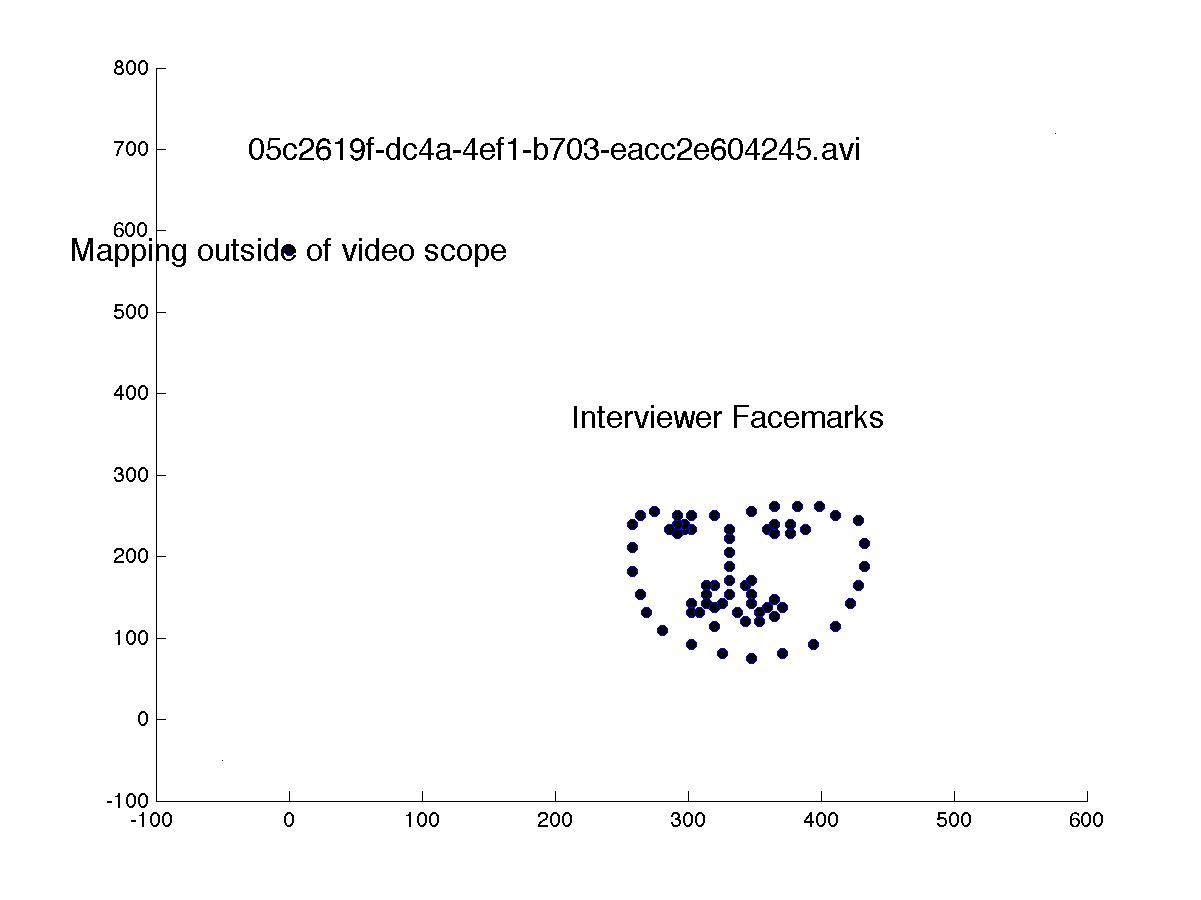 800
700
05c2619f-dc4a-4ef1-b703-eacc2e604245.avi
600
Mapping outside of video scope
500
400
Interviewer Facemarks
300
200
100
0
-100
-100 0 100 200 300 400 500 600